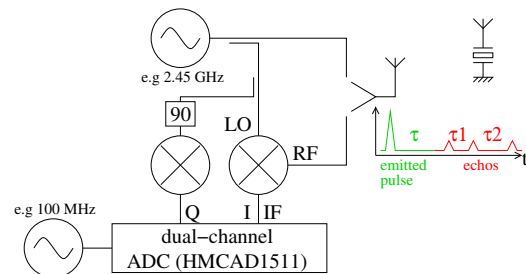 e.g 2.45 GHz
90
LO
RF
τ
τ1
τ2
t
emitted
pulse
echos
e.g 100 MHz
Q
I
IF
dual-channel
ADC (HMCAD1511)